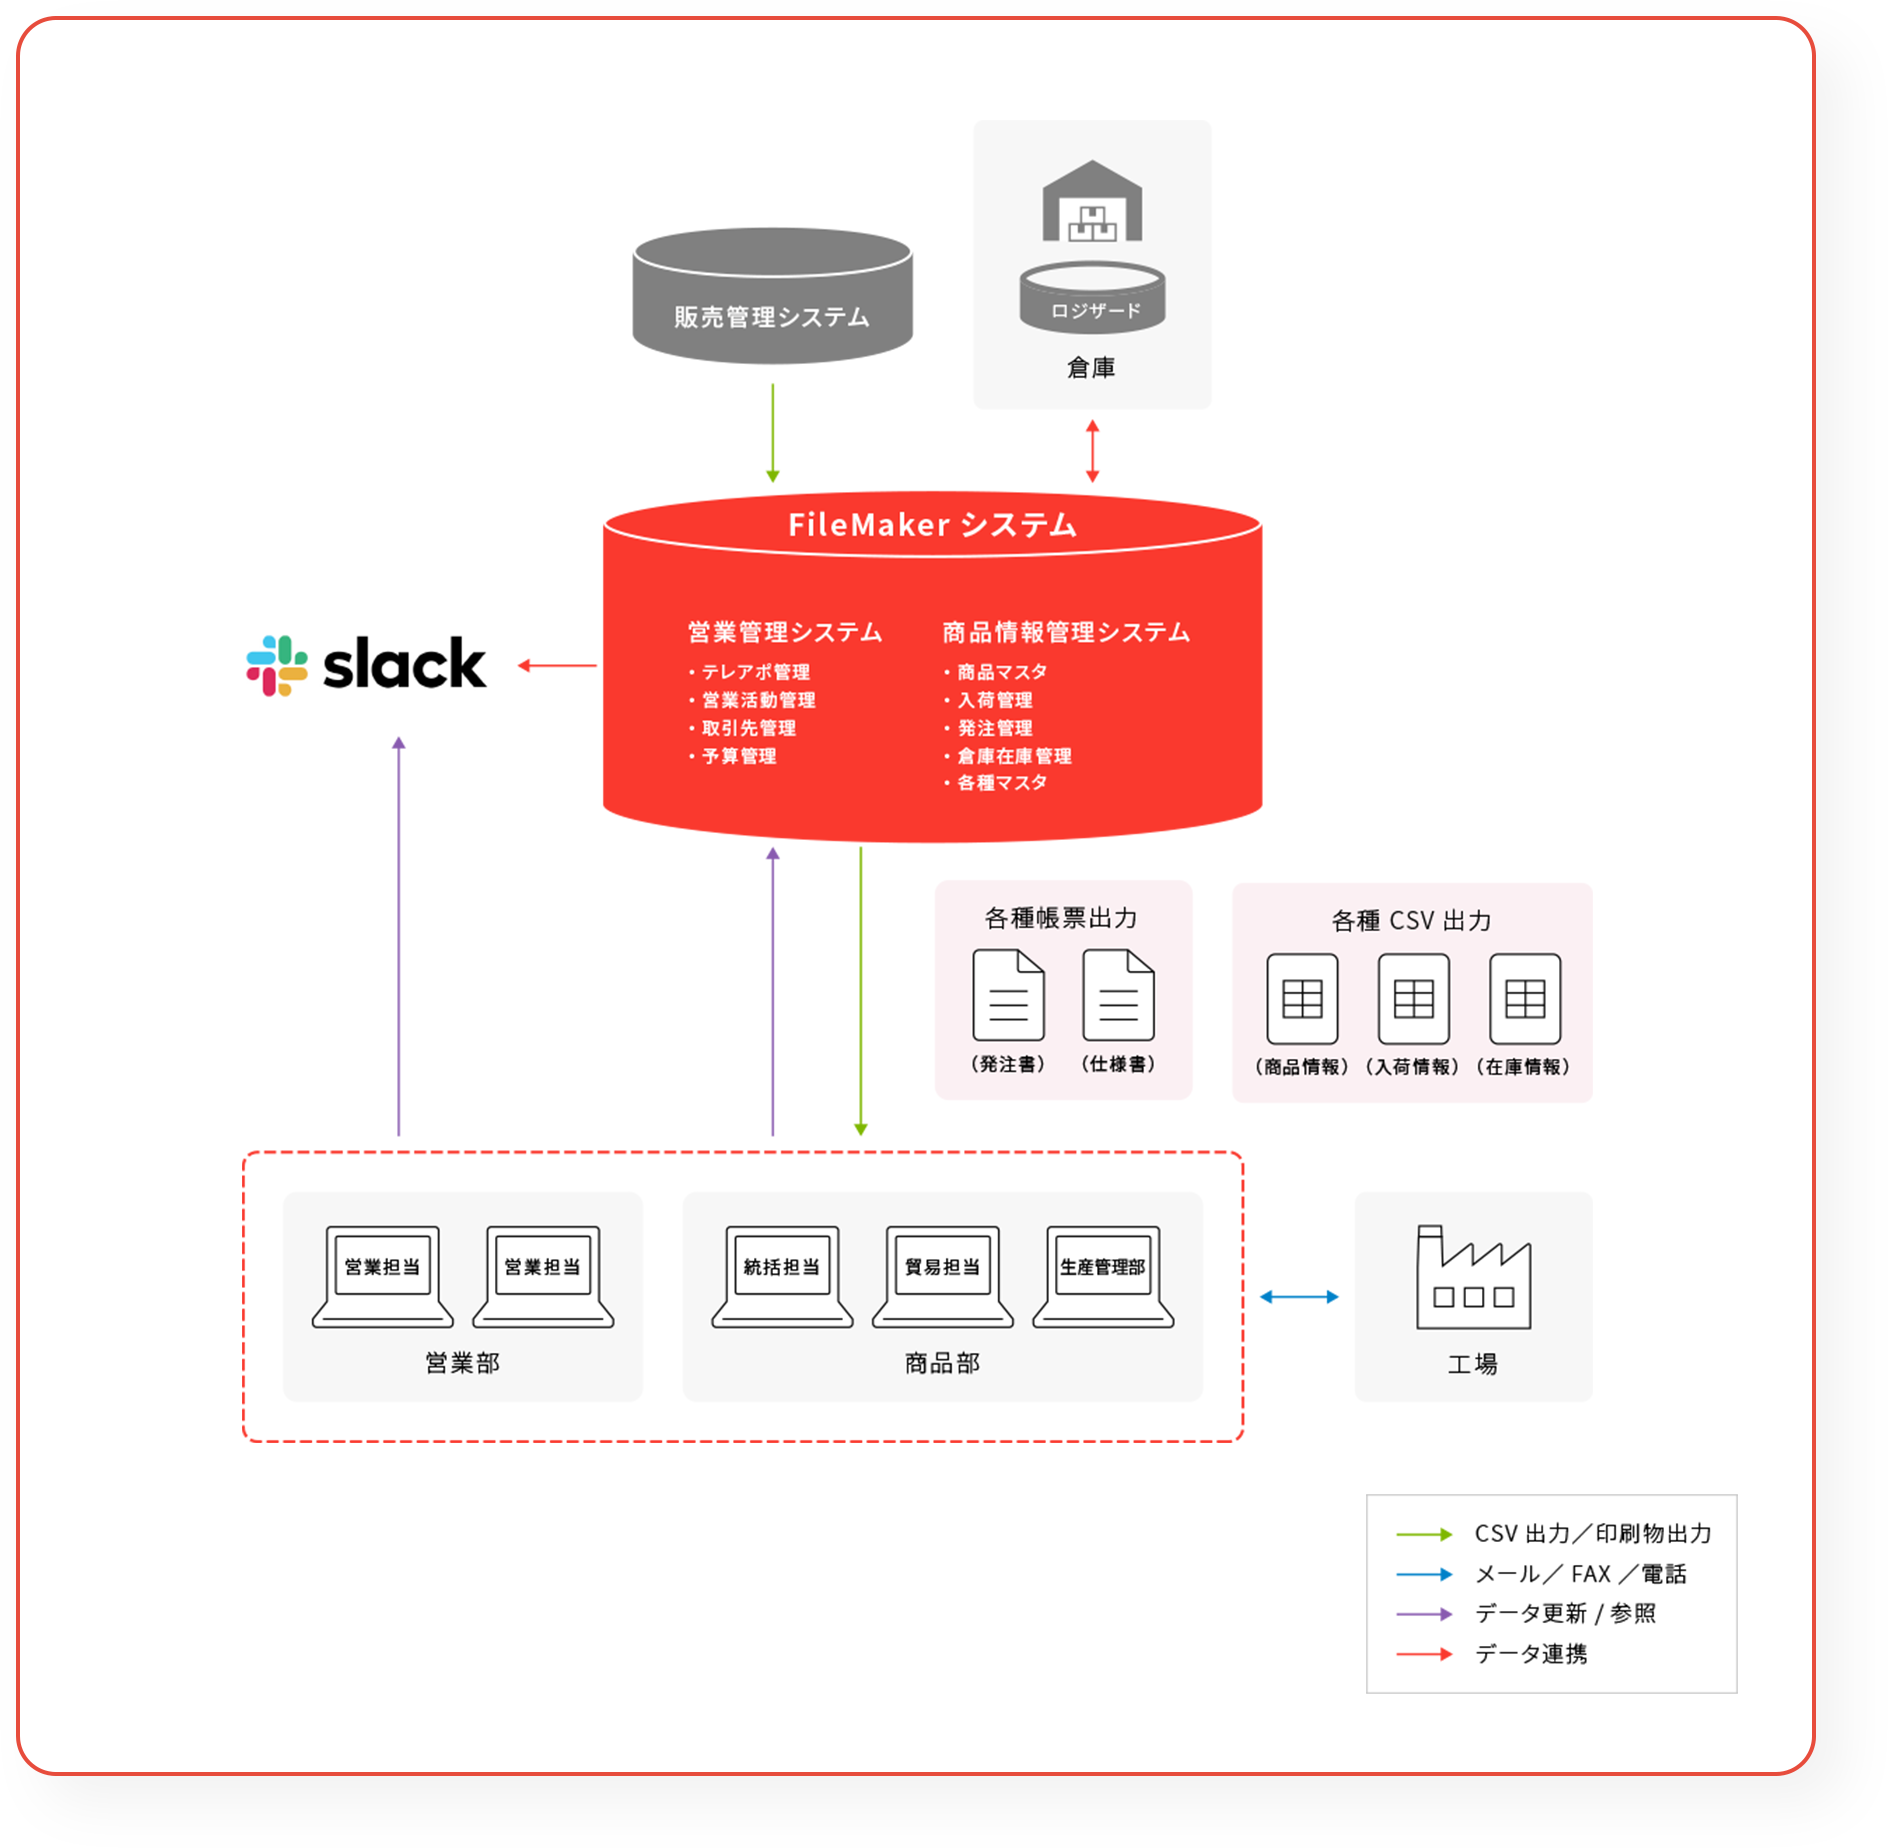 販売管理システム
ロジザード
倉庫
FileMaker システム
営業管理システム
・テレアポ管理
・営業活動管理
・取引先管理
・予算管理
商品情報管理システム
・商品マスタ
・入荷管理
・発注管理
・倉庫在庫管理
・各種マスタ
slack
各種帳票出力
（発注書）
（仕様書）
各種 CSV 出力
（商品情報）
（入荷情報）
（在庫情報）
営業担当
営業担当
営業部
統括担当
貿易担当
生産管理部
商品部
工場
CSV 出力／印刷物出力
メール／ FAX ／電話
データ更新 / 参照
データ連携